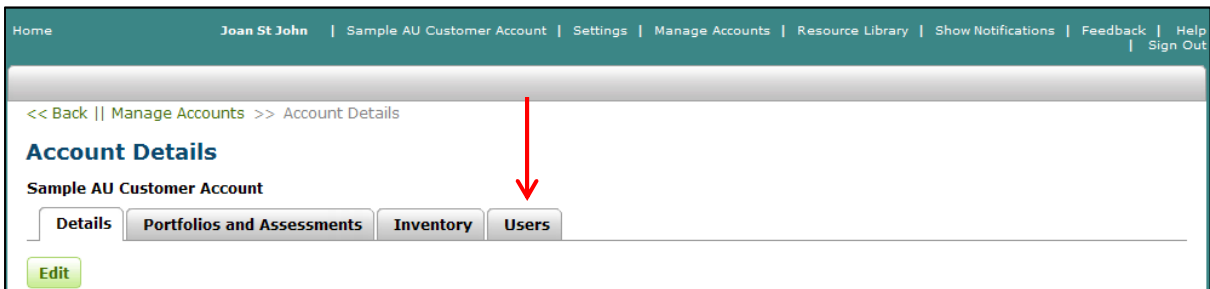 Home Joan St John | Sample AU Customer Account | Settings | Manage Accounts | Resource Library | Show Notifications | Feedback | Help
| Sign Out
<< Back || Manage Accounts >> Account Details
Account Details
Sample AU Customer Account
Details Portfolios and Assessments Inventory Users
Edit